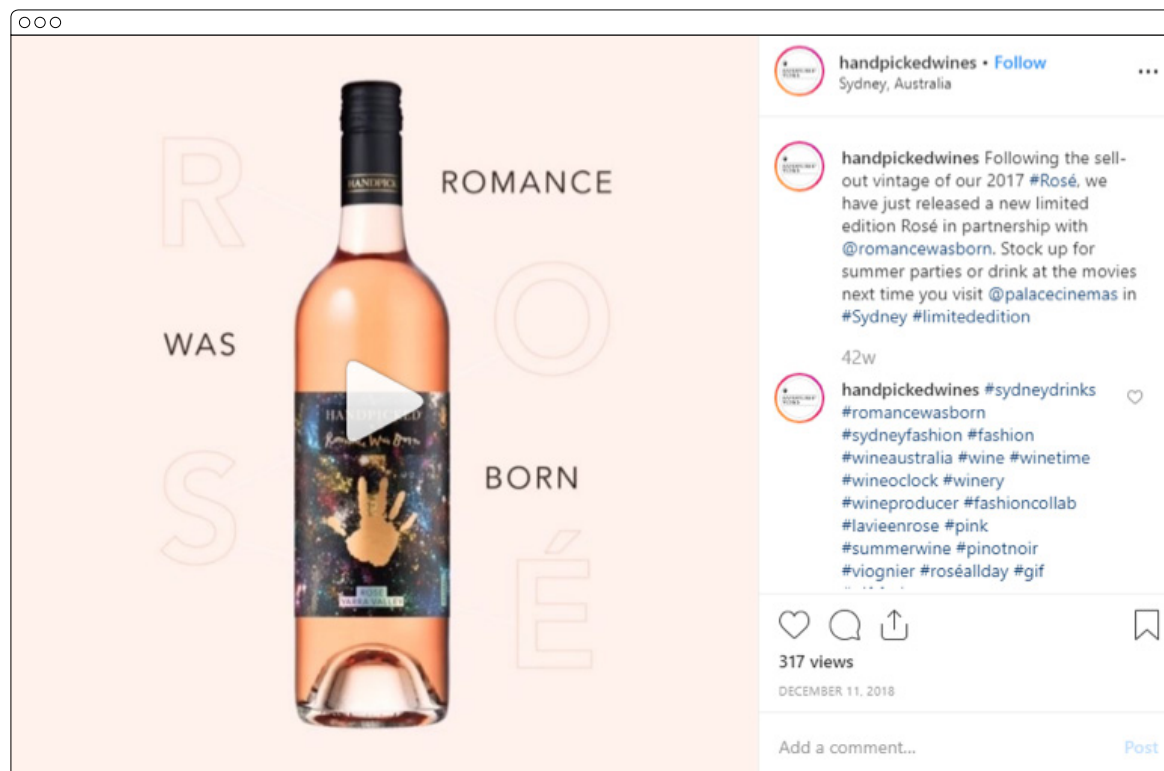 R
ROMANCE
O
WAS
S
BORN
É
HANDPICK
HANDPICKED
Romance Was Born
ROSÉ
YARRA VALLEY
handpickedwines • Follow
Sydney, Australia
handpickedwines Following the sell-
out vintage of our 2017 #Rosé, we
have just released a new limited
edition Rosé in partnership with
@romancewasborn. Stock up for
summer parties or drink at the movies
next time you visit @palacecinemas in
#Sydney #limitededition
42w
handpickedwines #sydneydrinks
#romancewasborn
#sydneyfashion #fashion
#wineaustralia #wine #winetime
#wineoclock #winery
#wineproducer #fashioncollab
#lavieenrose #pink
#summerwine #pinotnoir
#viognier #roséallday #gif
317 views
DECEMBER 11, 2018
Add a comment...
Post